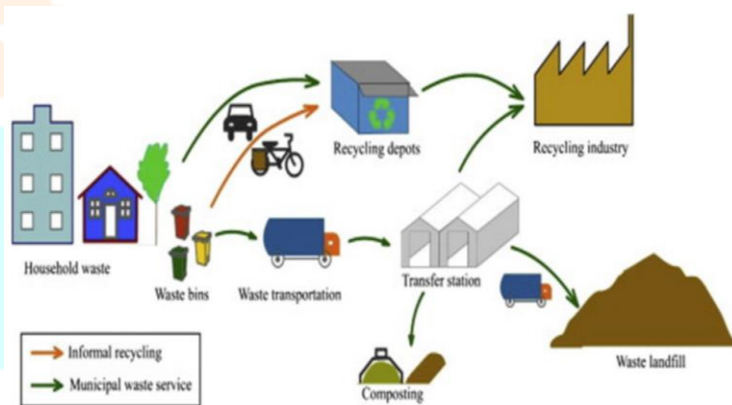 Recycling depots
Recycling industry
Household waste
Waste bins
Waste transportation
Transfer station
Waste landfill
Composting
Informal recycling
Municipal waste service